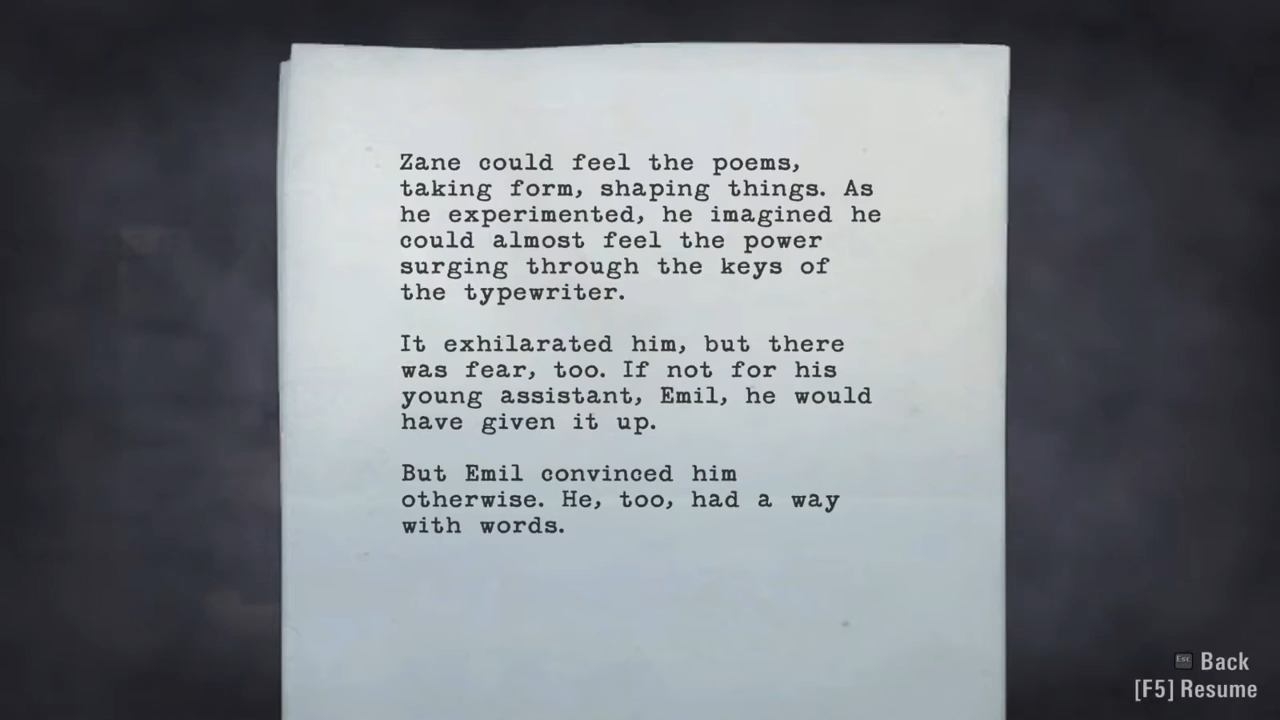 Zane could feel the poems,
taking form, shaping things. As
he experimented, he imagined he
could almost feel the power
surging through the keys of
the typewriter.
It exhilarated him, but there
was fear, too. If not for his
young assistant, Emil, he would
have given it up.
But Emil convinced him
otherwise. He, too, had a way
with words.
Esc Back
[F5] Resume